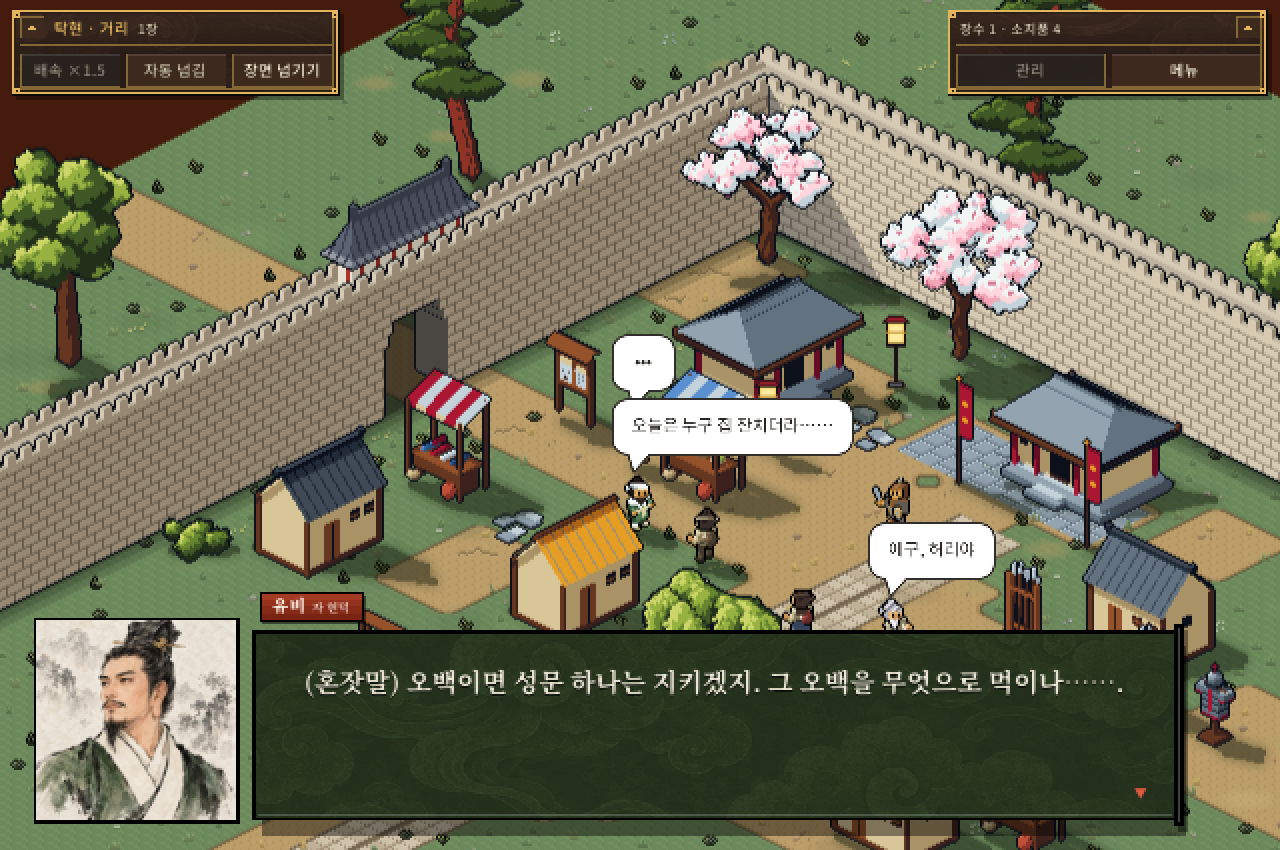 탁현 · 거리 1장
배속 ×1.5 자동 넘김 장면 넘기기
장수 1 · 소지품 4
관리 메뉴
···
오늘은 누구 집 잔치더라……
에구, 허리야
유비 자 현덕
(혼잣말) 오백이면 성문 하나는 지키겠지. 그 오백을 무엇으로 먹이나…….